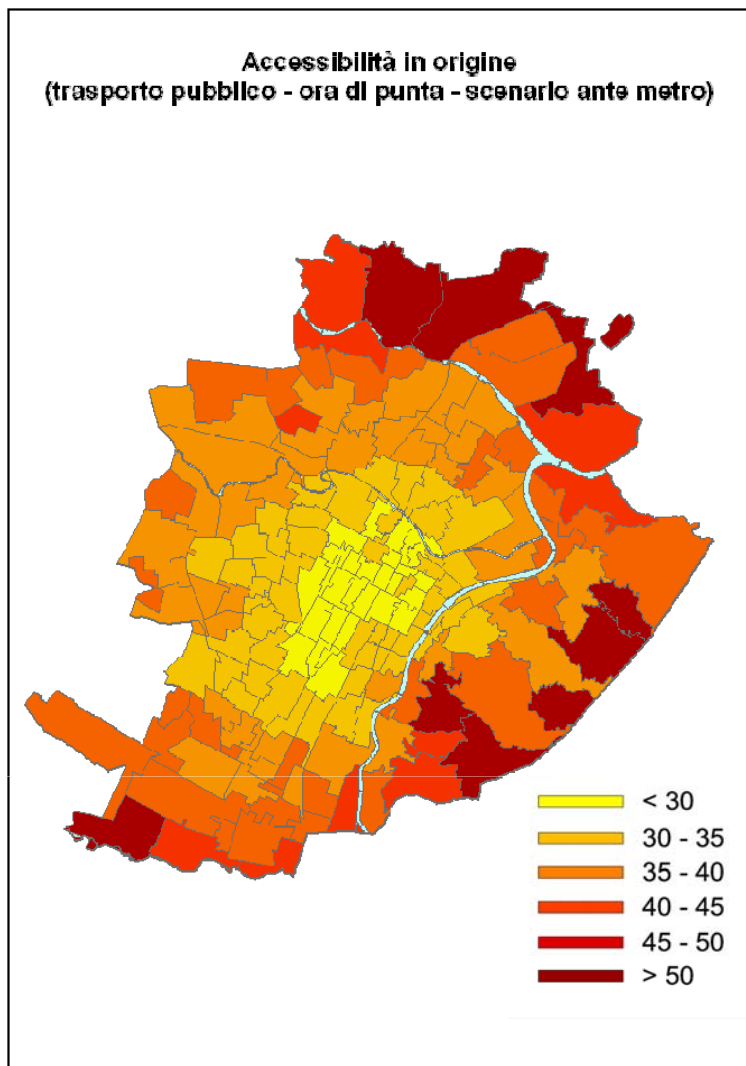 Accessibilità in origine
(trasporto pubblico - ora di punta - scenario ante metro)
< 30
30 - 35
35 - 40
40 - 45
45 - 50
> 50